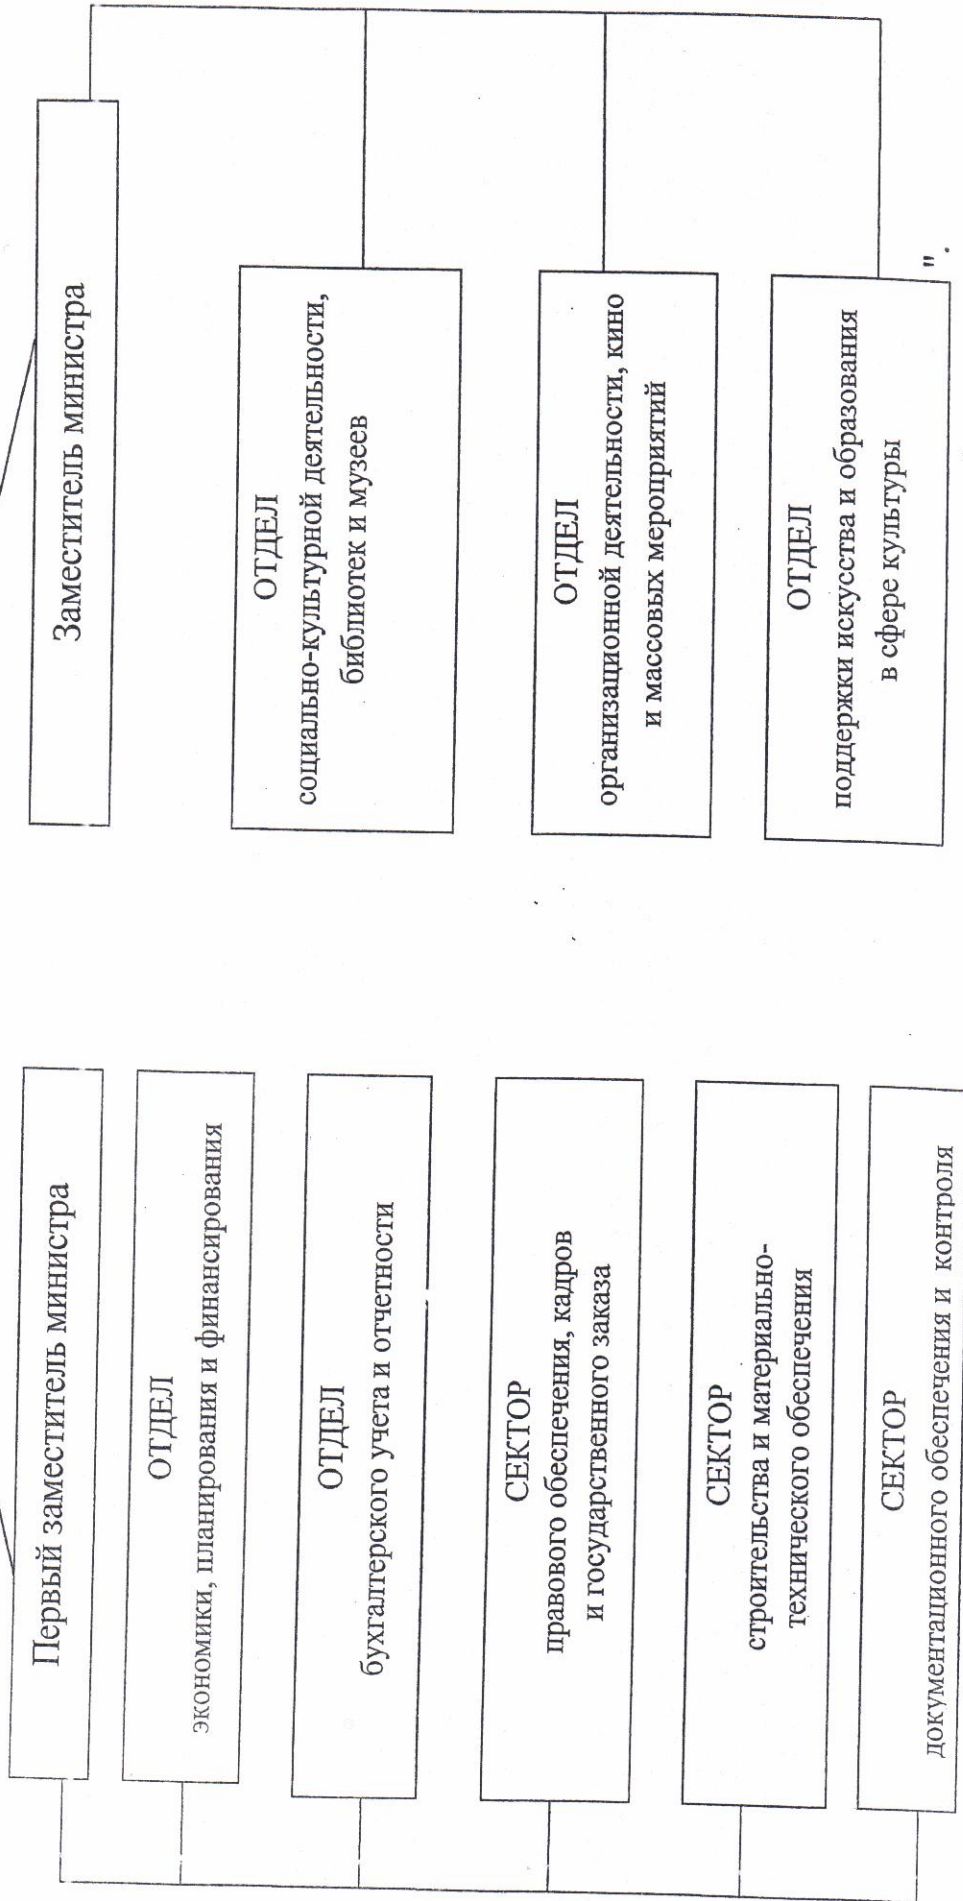 Первый заместитель министра
ОТДЕЛ
экономики, планирования и финансирования
ОТДЕЛ
бухгалтерского учета и отчетности
СЕКТОР
правового обеспечения, кадров
и государственного заказа
СЕКТОР
строительства и материально-
технического обеспечения
СЕКТОР
документационного обеспечения и контроля
Заместитель министра
ОТДЕЛ
социально-культурной деятельности,
библиотек и музеев
ОТДЕЛ
организационной деятельности, кино
и массовых мероприятий
ОТДЕЛ
поддержки искусства и образования
в сфере культуры
".